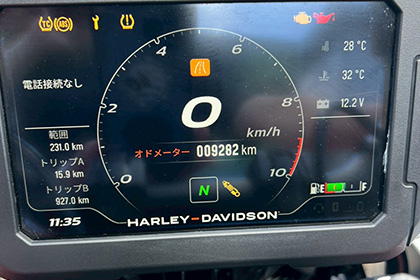 TC ABS
28 °C
電話接続なし
32 °C
12.2 V
0 2 4 6 8 10
0
km/h
オドメーター 009282 km
範囲
231.0 km
トリップA
15.9 km
トリップB
927.0 km
N
E F
11:35
HARLEY-DAVIDSON